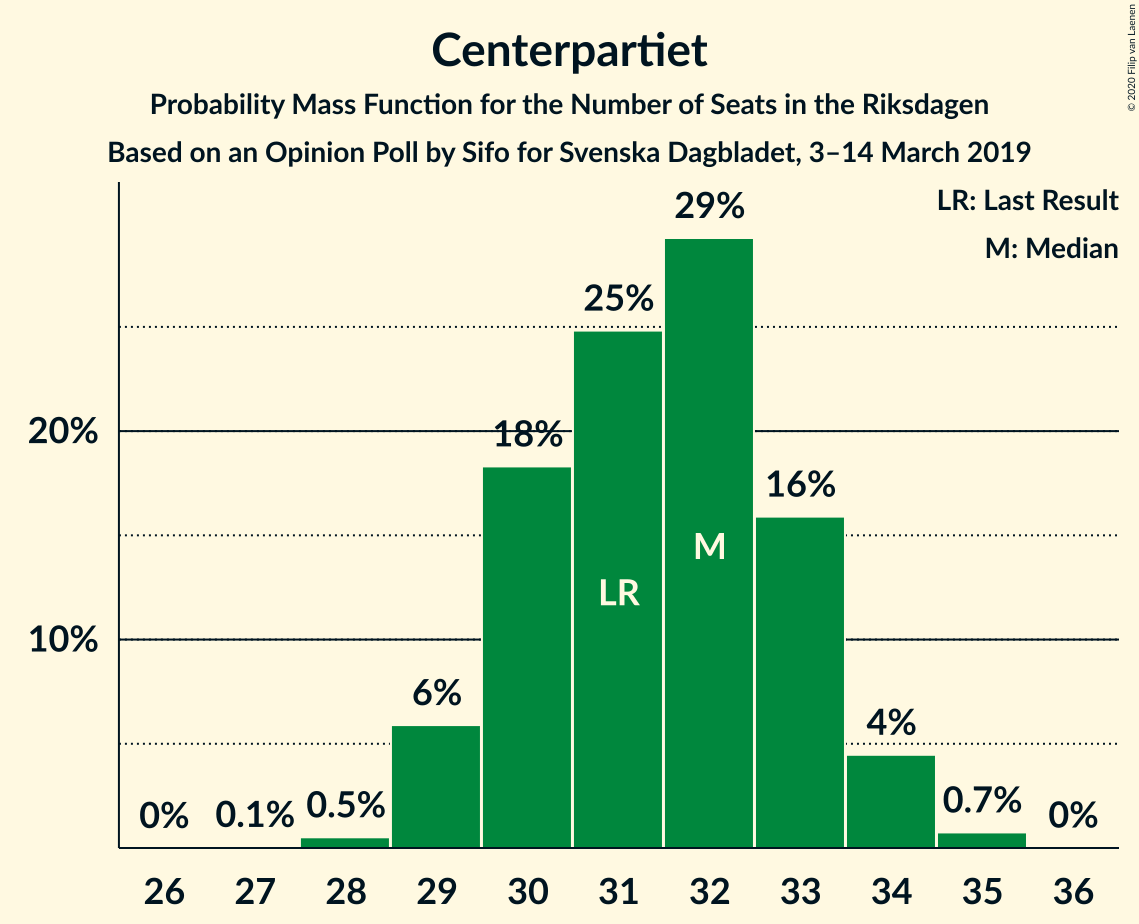 Centerpartiet
Probability Mass Function for the Number of Seats in the Riksdagen
Based on an Opinion Poll by Sifo for Svenska Dagbladet, 3–14 March 2019
© 2020 Filip van Laenen
LR: Last Result
M: Median
29%
25%
20%
18%
16%
M
LR
10%
6%
4%
0%
0.1%
0.5%
0.7%
0%
26 27 28 29 30 31 32 33 34 35 36